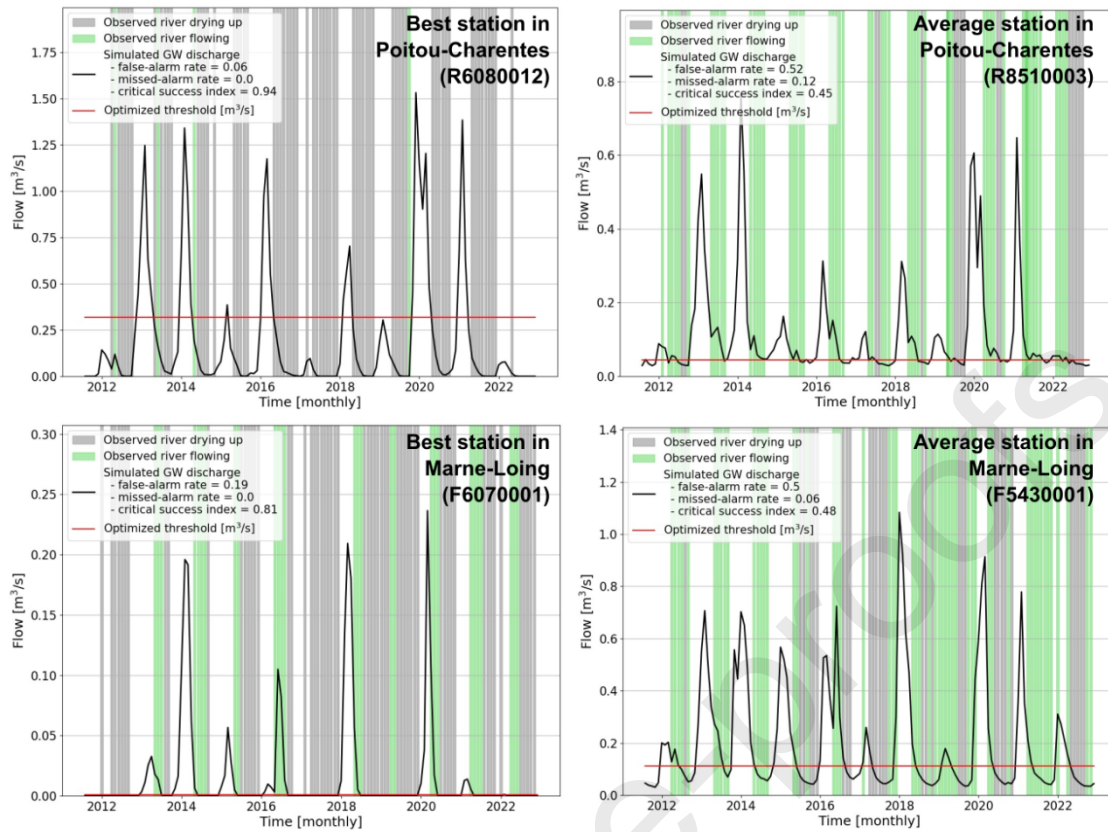 Best station in
Poitou-Charentes
(R6080012)
Observed river drying up
Observed river flowing
Simulated GW discharge
- false-alarm rate = 0.06
- missed-alarm rate = 0.0
- critical success index = 0.94
Optimized threshold [m³/s]
Flow [m³/s]
1.75
1.50
1.25
1.00
0.75
0.50
0.25
0.00
2012 2014 2016 2018 2020 2022
Time [monthly]
Average station in
Poitou-Charentes
(R8510003)
Observed river drying up
Observed river flowing
Simulated GW discharge
- false-alarm rate = 0.52
- missed-alarm rate = 0.12
- critical success index = 0.45
Optimized threshold [m³/s]
Flow [m³/s]
0.8
0.6
0.4
0.2
0.0
2012 2014 2016 2018 2020 2022
Time [monthly]
Best station in
Marne-Loing
(F6070001)
Observed river drying up
Observed river flowing
Simulated GW discharge
- false-alarm rate = 0.19
- missed-alarm rate = 0.0
- critical success index = 0.81
Optimized threshold [m³/s]
Flow [m³/s]
0.30
0.25
0.20
0.15
0.10
0.05
0.00
2012 2014 2016 2018 2020 2022
Time [monthly]
Average station in
Marne-Loing
(F5430001)
Observed river drying up
Observed river flowing
Simulated GW discharge
- false-alarm rate = 0.5
- missed-alarm rate = 0.06
- critical success index = 0.48
Optimized threshold [m³/s]
Flow [m³/s]
1.4
1.2
1.0
0.8
0.6
0.4
0.2
0.0
2012 2014 2016 2018 2020 2022
Time [monthly]
e-proofs